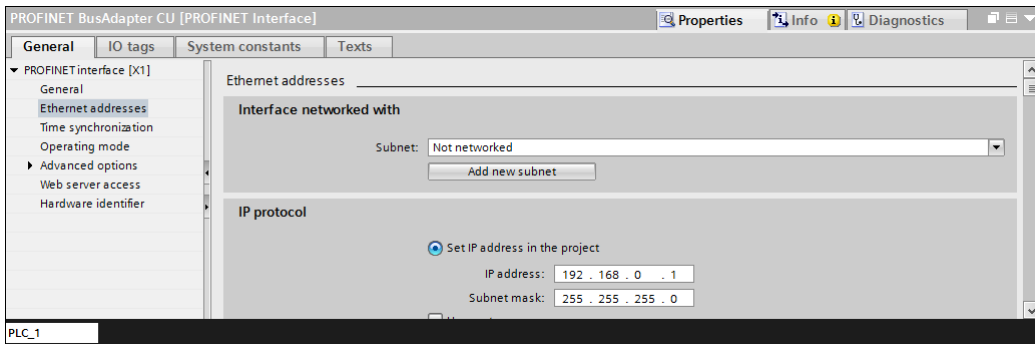 PROFINET BusAdapter CU [PROFINET Interface]
Properties
Info
Diagnostics
General
IO tags
System constants
Texts
PROFINET interface [X1]
General
Ethernet addresses
Time synchronization
Operating mode
Advanced options
Web server access
Hardware identifier
Ethernet addresses
Interface networked with
Subnet: Not networked
Add new subnet
IP protocol
Set IP address in the project
IP address: 192 . 168 . 0 . 1
Subnet mask: 255 . 255 . 255 . 0
PLC_1